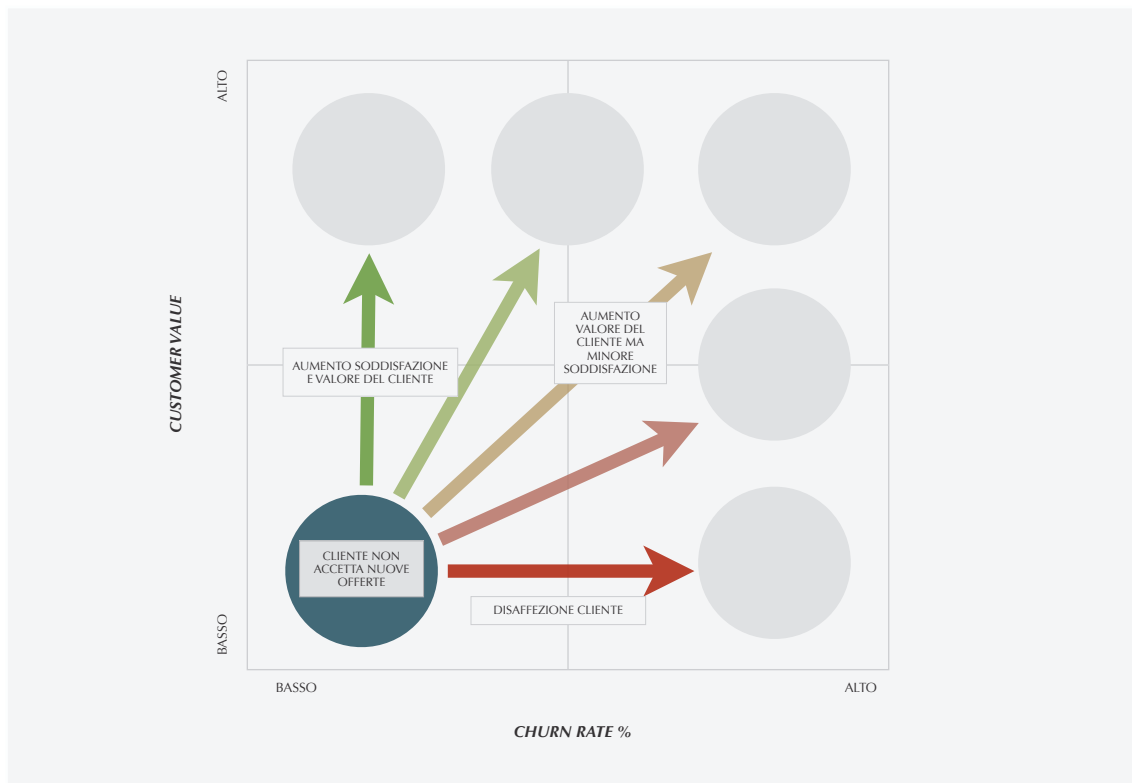 ALTO
CUSTOMER VALUE
AUMENTO
VALORE DEL
CLIENTE MA
MINORE
SODDISFAZIONE
AUMENTO SODDISFAZIONE
E VALORE DEL CLIENTE
CLIENTE NON
ACCETTA NUOVE
OFFERTE
DISAFFEZIONE CLIENTE
BASSO
BASSO
ALTO
CHURN RATE %